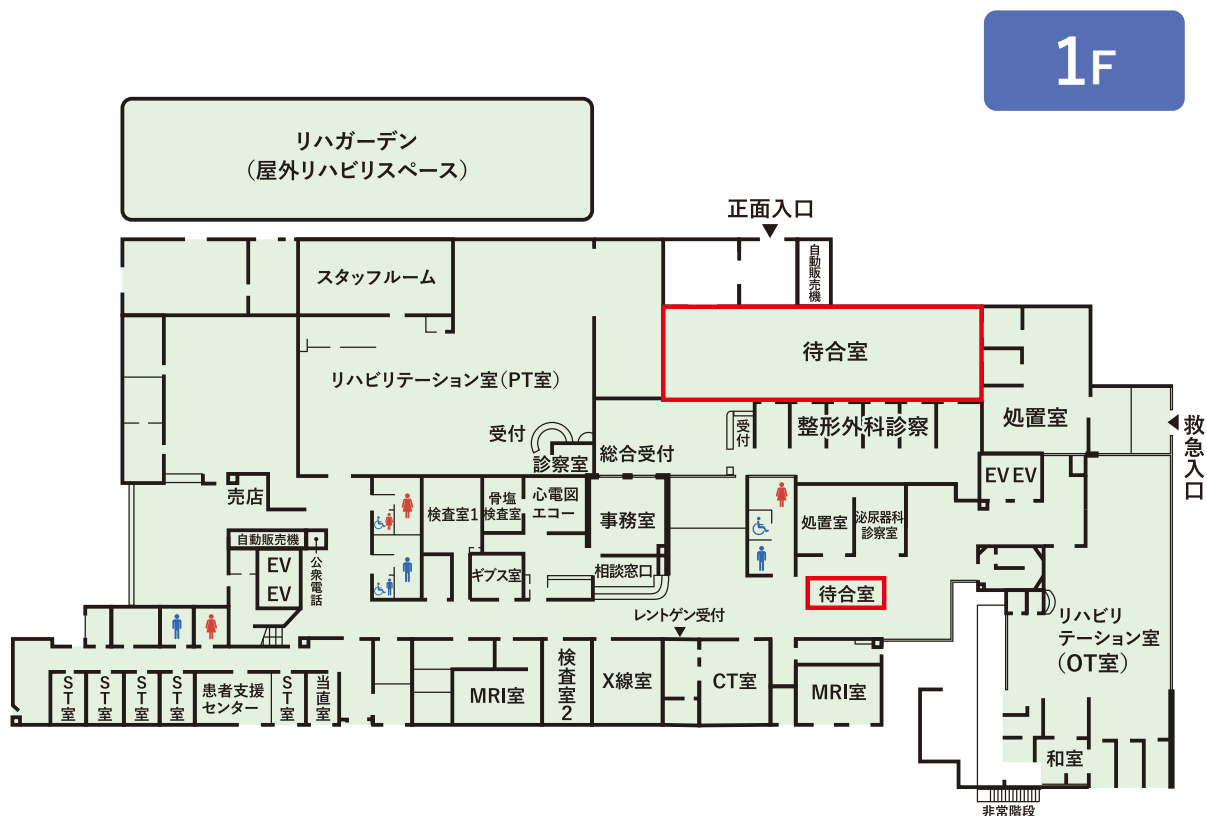 1F
リハガーデン
（屋外リハビリスペース）
正面入口
自動販売機
スタッフルーム
待合室
リハビリテーション室（PT室）
受付
診察室
総合受付
受付
整形外科診察
処置室
救急入口
売店
自動販売機
公衆電話
EV
EV
検査室1
骨塩
検査室
心電図
エコー
ギプス室
事務室
相談窓口
処置室
泌尿器科
診察室
EV EV
待合室
レントゲン受付
リハビリ
テーション室
（OT室）
ST室
ST室
ST室
ST室
患者支援
センター
ST室
当直室
MRI室
検査室2
X線室
CT室
MRI室
和室
非常階段